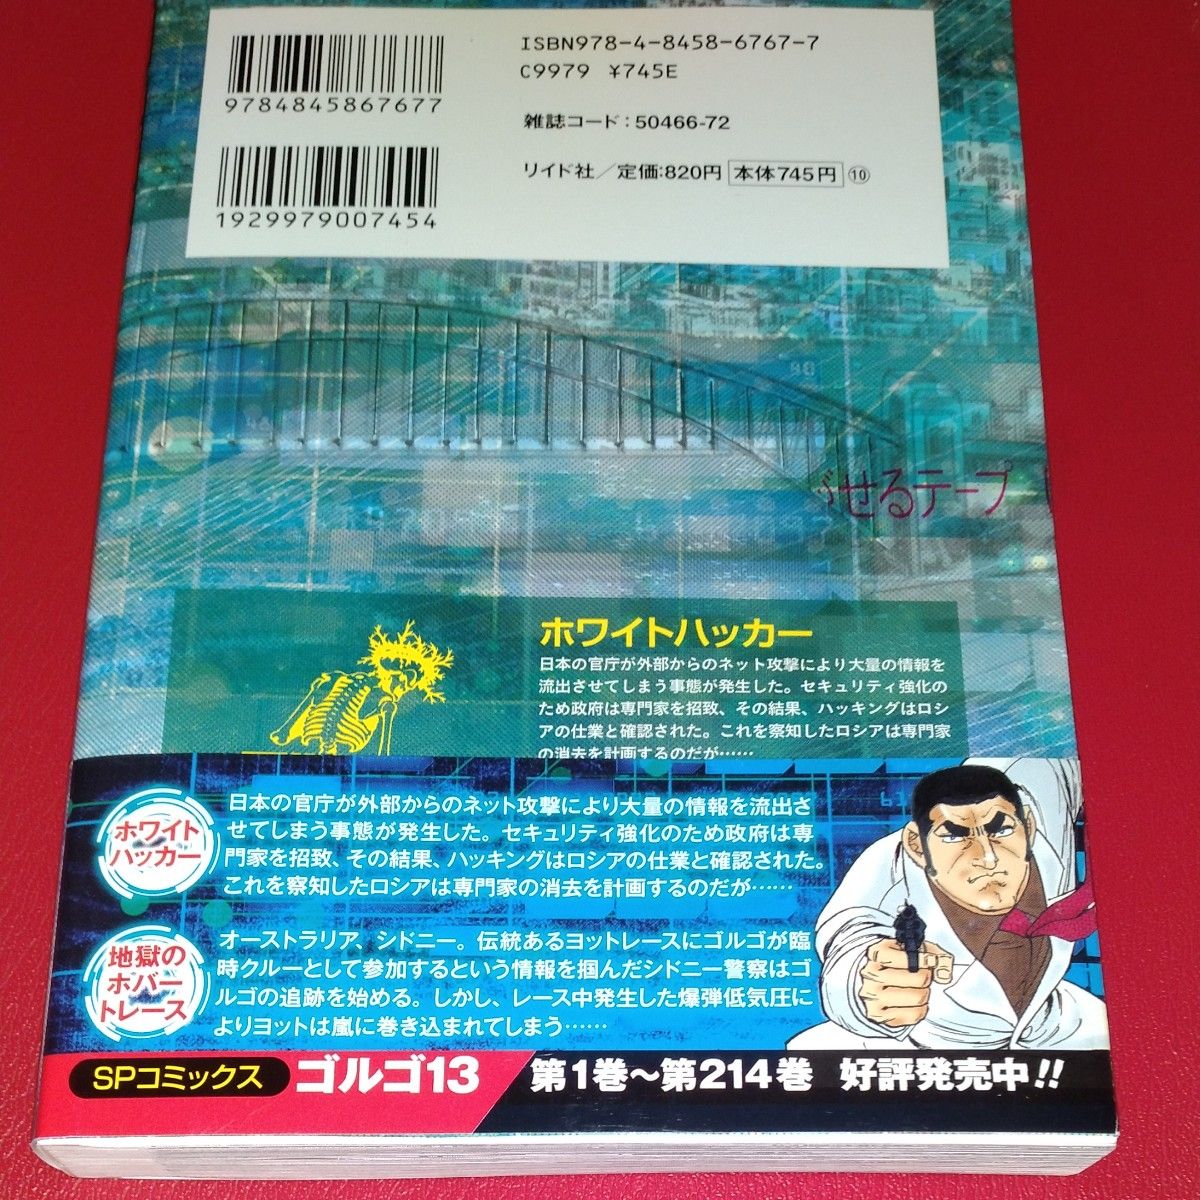 ISBN978-4-8458-6767-7
C9979 ¥745E
9784845867677
雑誌コード：50466-72
リイド社／定価:820円 本体745円 ⑩
1929979007454
がせるテープ
ホワイトハッカー
日本の官庁が外部からのネット攻撃により大量の情報を
流出させてしまう事態が発生した。セキュリティ強化の
ため政府は専門家を招致、その結果、ハッキングはロシ
アの仕業と確認された。これを察知したロシアは専門家
の消去を計画するのだが……
ホワイト
ハッカー
日本の官庁が外部からのネット攻撃により大量の情報を流出さ
せてしまう事態が発生した。セキュリティ強化のため政府は専
門家を招致、その結果、ハッキングはロシアの仕業と確認された。
これを察知したロシアは専門家の消去を計画するのだが……
地獄の
ホバー
トレース
オーストラリア、シドニー。伝統あるヨットレースにゴルゴが臨
時クルーとして参加するという情報を掴んだシドニー警察はゴ
ルゴの追跡を始める。しかし、レース中発生した爆弾低気圧に
よりヨットは嵐に巻き込まれてしまう……
SPコミックス ゴルゴ13 第1巻～第214巻 好評発売中!!